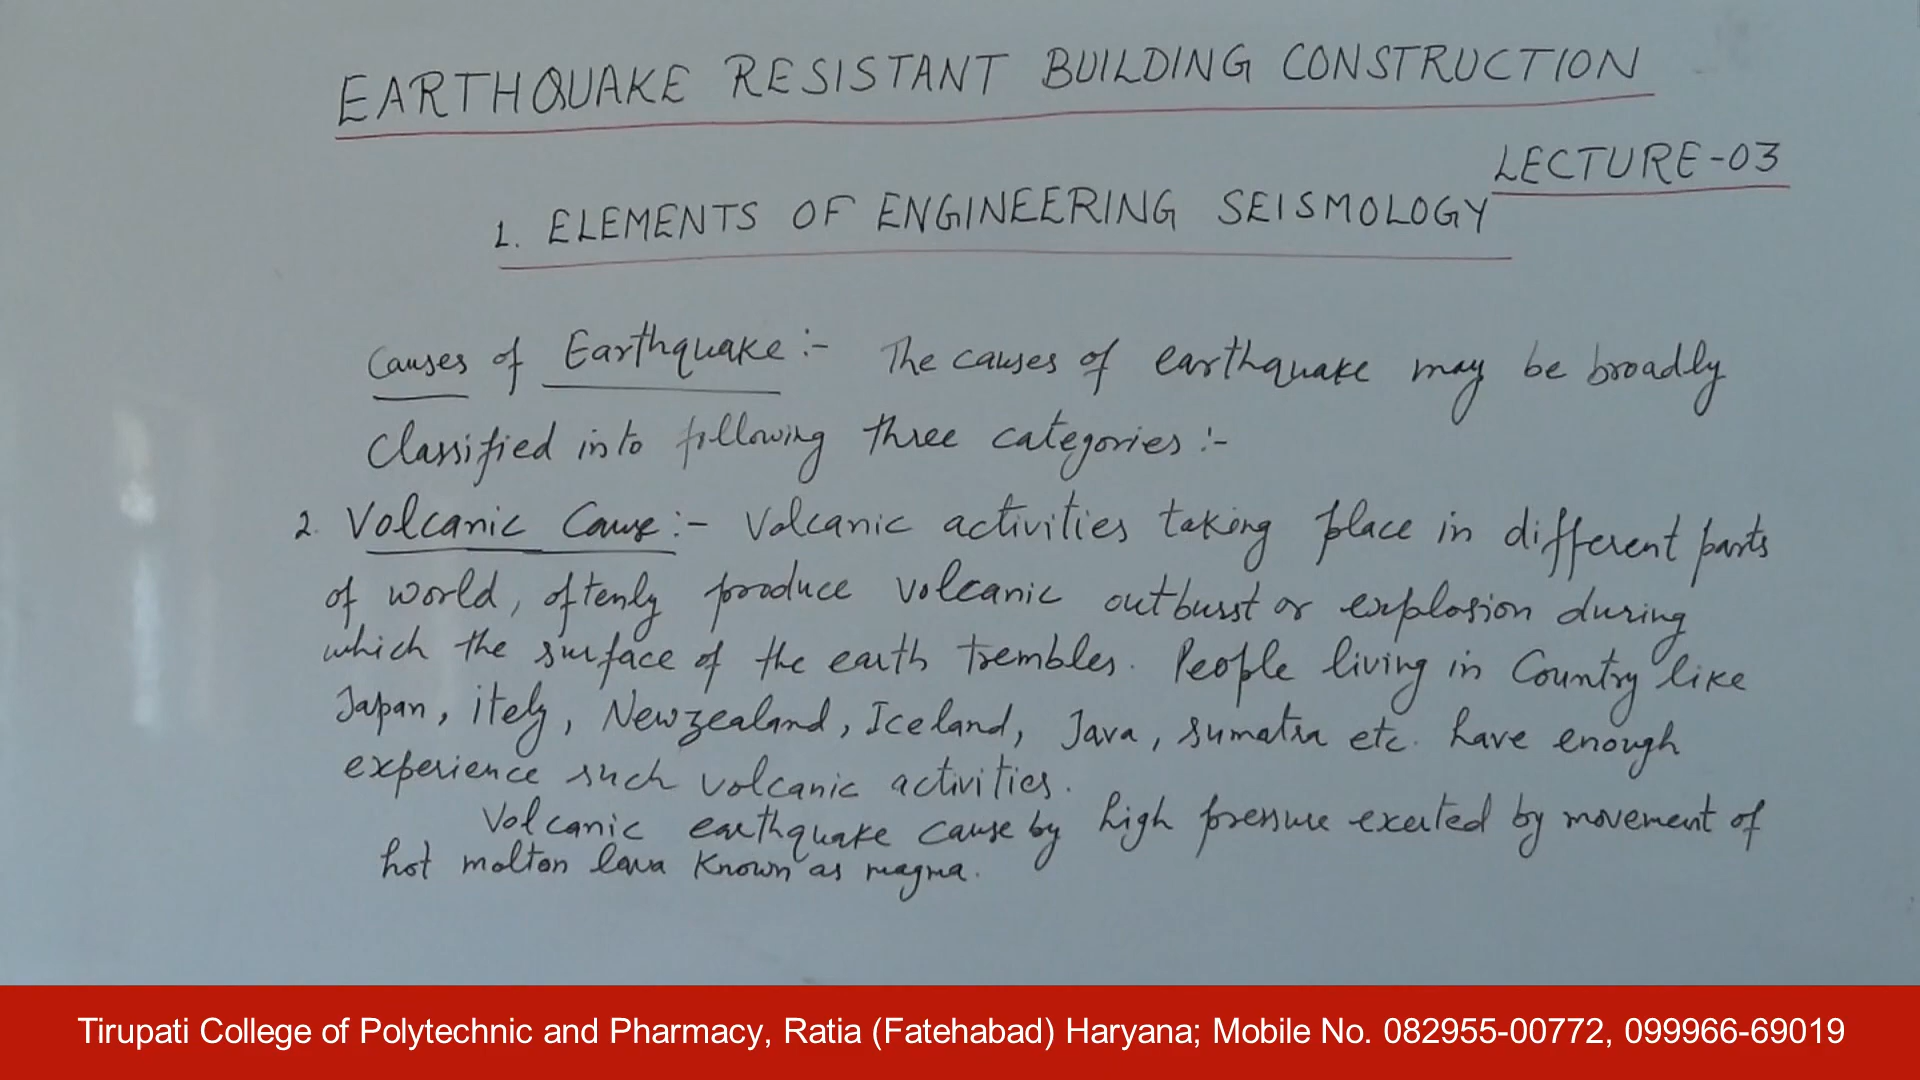 EARTHQUAKE RESISTANT BUILDING CONSTRUCTION
LECTURE-03
1. ELEMENTS OF ENGINEERING SEISMOLOGY
Causes of Earthquake :- The causes of earthquake may be broadly
Classified into following three categories :-
2. Volcanic Cause :- Volcanic activities taking place in different parts
of world, oftenly produce volcanic outburst or explosion during
which the surface of the earth trembles. People living in Country like
Japan, itely, Newzealand, Iceland, Java, sumatra etc. have enough
experience such volcanic activities.
Volcanic earthquake cause by high pressure exerted by movement of
hot molton lava known as magma.
Tirupati College of Polytechnic and Pharmacy, Ratia (Fatehabad) Haryana; Mobile No. 082955-00772, 099966-69019